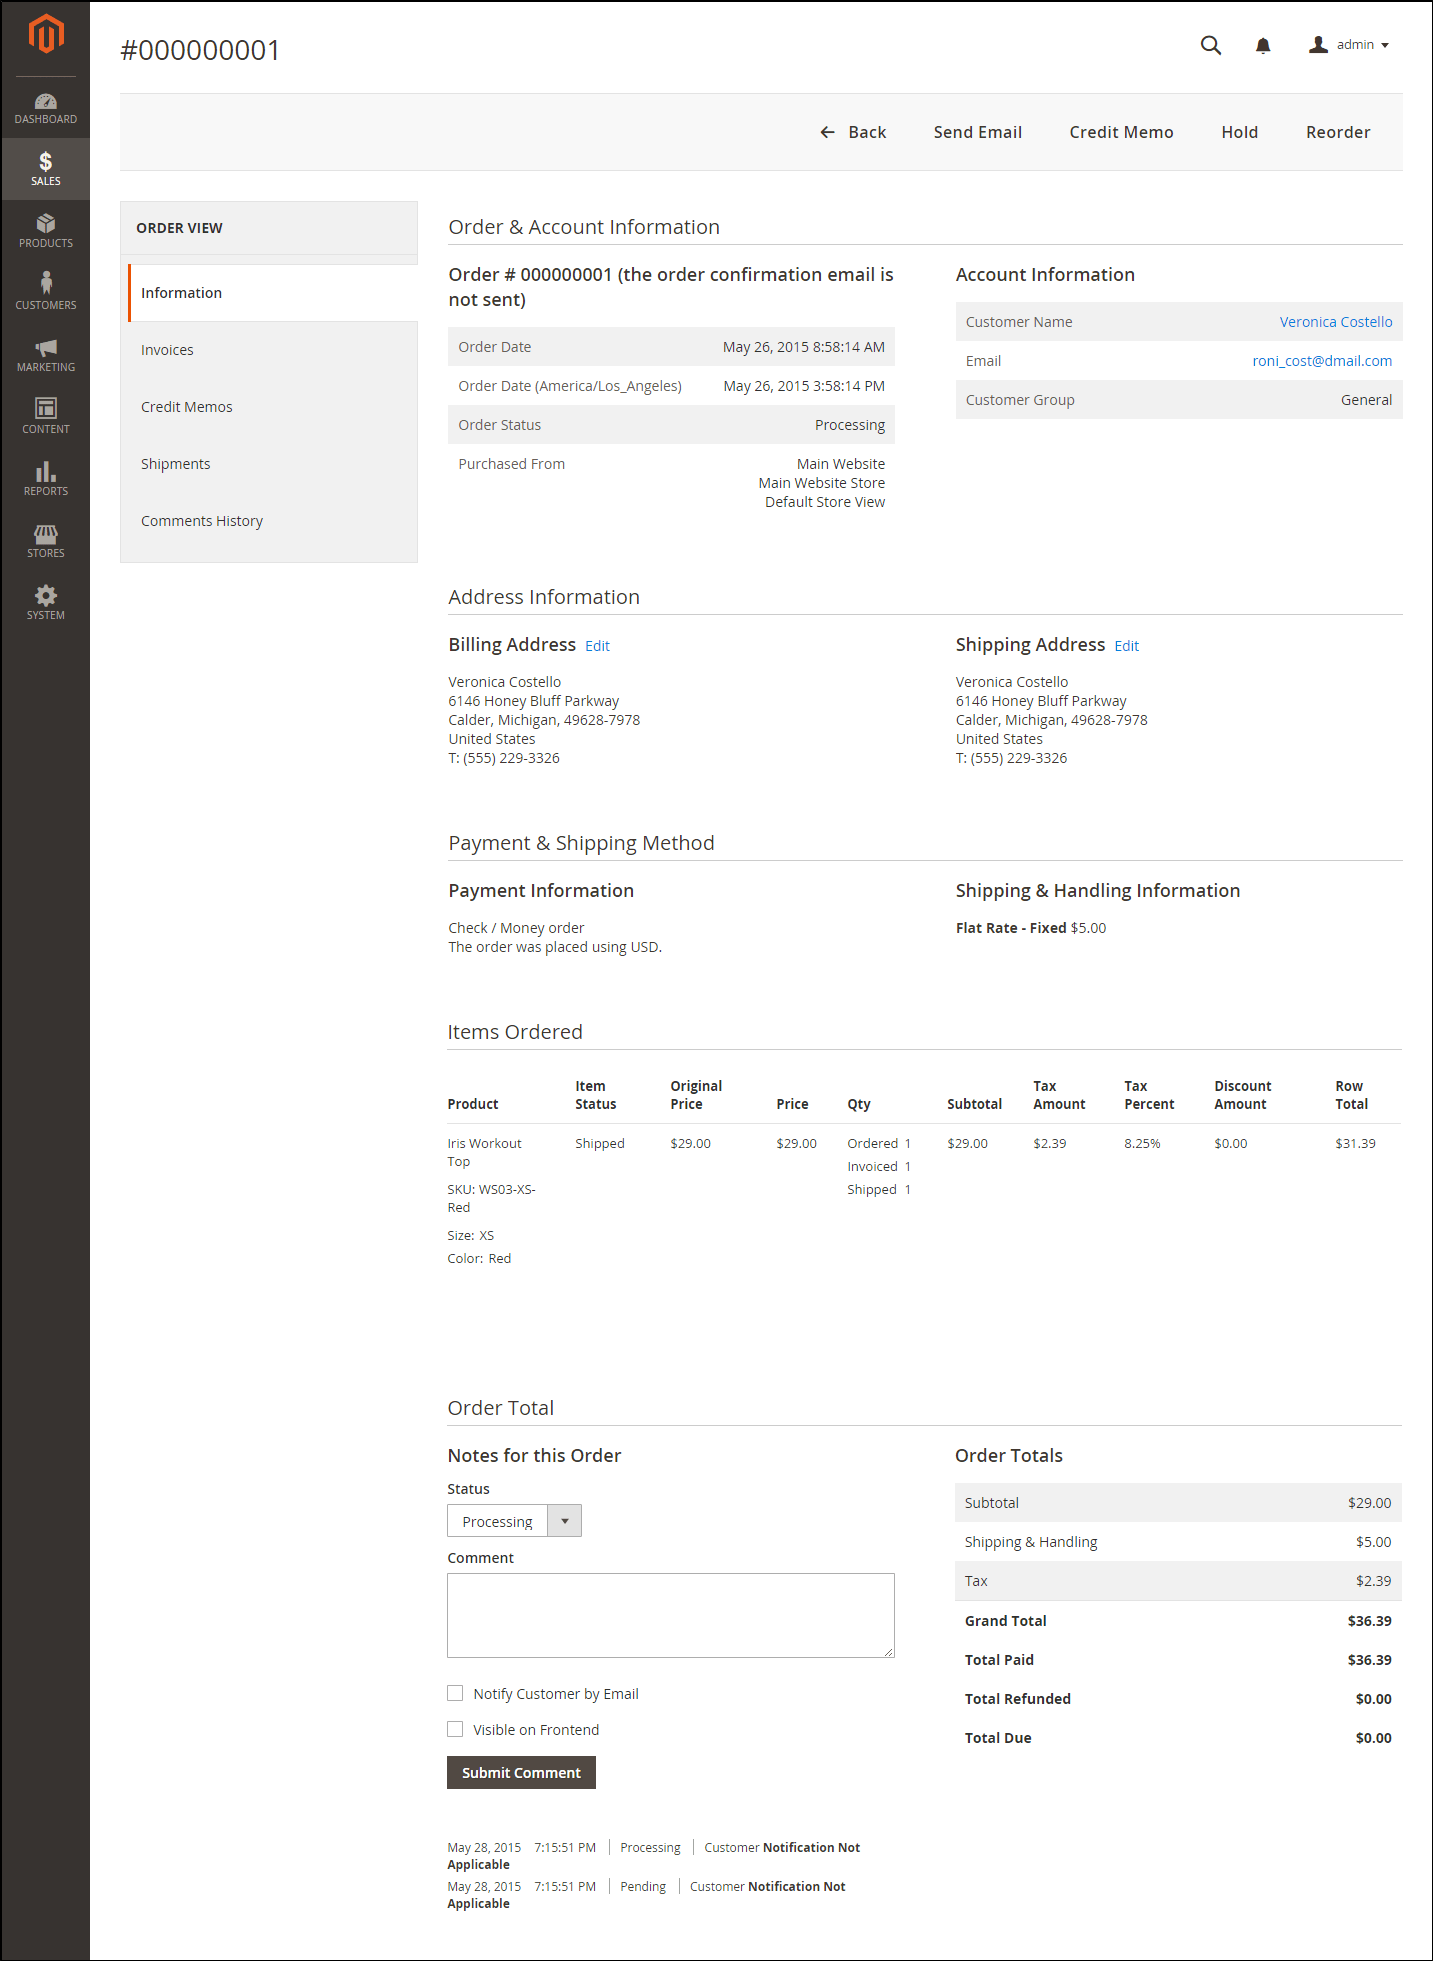 #000000001
admin
DASHBOARD
SALES
PRODUCTS
CUSTOMERS
MARKETING
CONTENT
REPORTS
STORES
SYSTEM
Back Send Email Credit Memo Hold Reorder
ORDER VIEW
Information
Invoices
Credit Memos
Shipments
Comments History
Order & Account Information
Order # 000000001 (the order confirmation email is
not sent)
Order Date May 26, 2015 8:58:14 AM
Order Date (America/Los_Angeles) May 26, 2015 3:58:14 PM
Order Status Processing
Purchased From Main Website
Main Website Store
Default Store View
Account Information
Customer Name Veronica Costello
Email roni_cost@dmail.com
Customer Group General
Address Information
Billing Address Edit
Veronica Costello
6146 Honey Bluff Parkway
Calder, Michigan, 49628-7978
United States
T: (555) 229-3326
Shipping Address Edit
Veronica Costello
6146 Honey Bluff Parkway
Calder, Michigan, 49628-7978
United States
T: (555) 229-3326
Payment & Shipping Method
Payment Information
Check / Money order
The order was placed using USD.
Shipping & Handling Information
Flat Rate - Fixed $5.00
Items Ordered
Item Original Tax Tax Discount Row
Product Status Price Price Qty Subtotal Amount Percent Amount Total
Iris Workout Shipped $29.00 $29.00 Ordered 1 $29.00 $2.39 8.25% $0.00 $31.39
Top
Invoiced 1
SKU: WS03-XS- Shipped 1
Red
Size: XS
Color: Red
Order Total
Notes for this Order
Status
Processing
Comment
Notify Customer by Email
Visible on Frontend
Submit Comment
May 28, 2015 7:15:51 PM Processing Customer Notification Not
Applicable
May 28, 2015 7:15:51 PM Pending Customer Notification Not
Applicable
Order Totals
Subtotal $29.00
Shipping & Handling $5.00
Tax $2.39
Grand Total $36.39
Total Paid $36.39
Total Refunded $0.00
Total Due $0.00